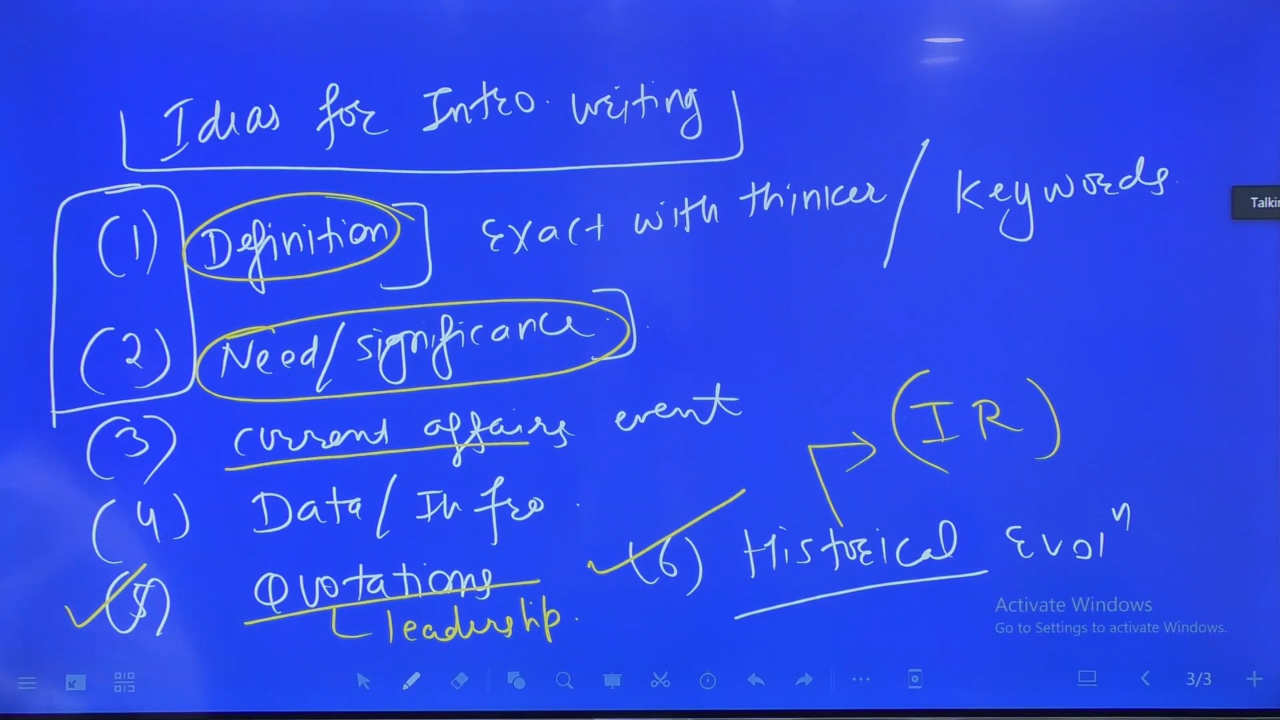 Ideas for Intro. writing
(1) Definition] Exact with thinker / Keywords
(2) Need/significance]
(3) current affairs event
(IR)
(4) Data/Info
(5) Quotations
leadership.
(6) Historical Evolⁿ
Activate Windows
Go to Settings to activate Windows.
3/3
Talkin